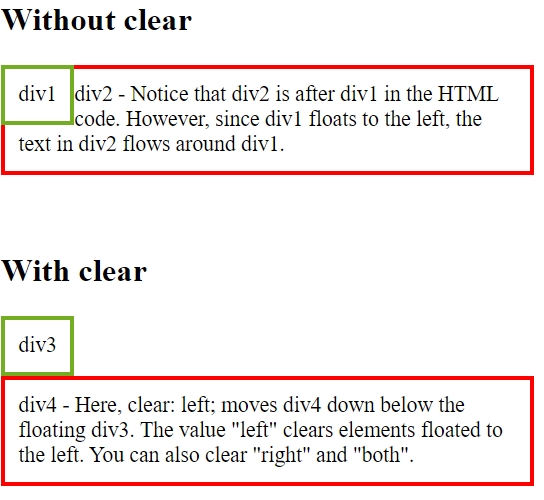 Without clear
div1 div2 - Notice that div2 is after div1 in the HTML
code. However, since div1 floats to the left, the
text in div2 flows around div1.
With clear
div3
div4 - Here, clear: left; moves div4 down below the
floating div3. The value "left" clears elements floated to
the left. You can also clear "right" and "both".